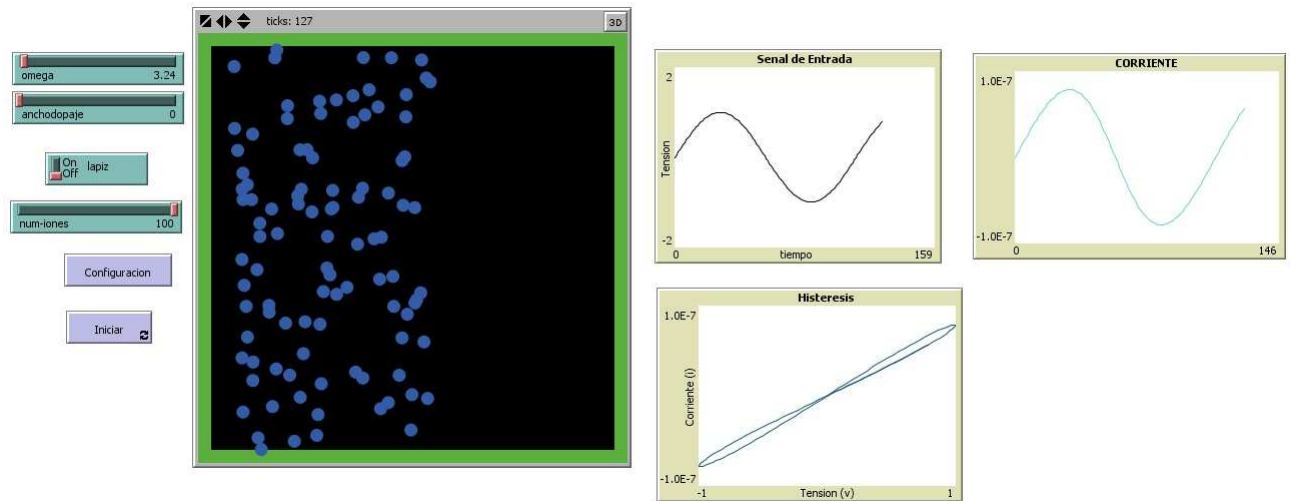 ticks: 127
3D
omega 3.24
anchodopaje 0
On
Off
lapiz
num-iones 100
Configuracion
Iniciar
Senal de Entrada
2
Tension
-2
0 tiempo 159
CORRIENTE
1.0E-7
-1.0E-7
0 146
Histeresis
1.0E-7
Corriente (i)
-1.0E-7
-1 Tension (v) 1